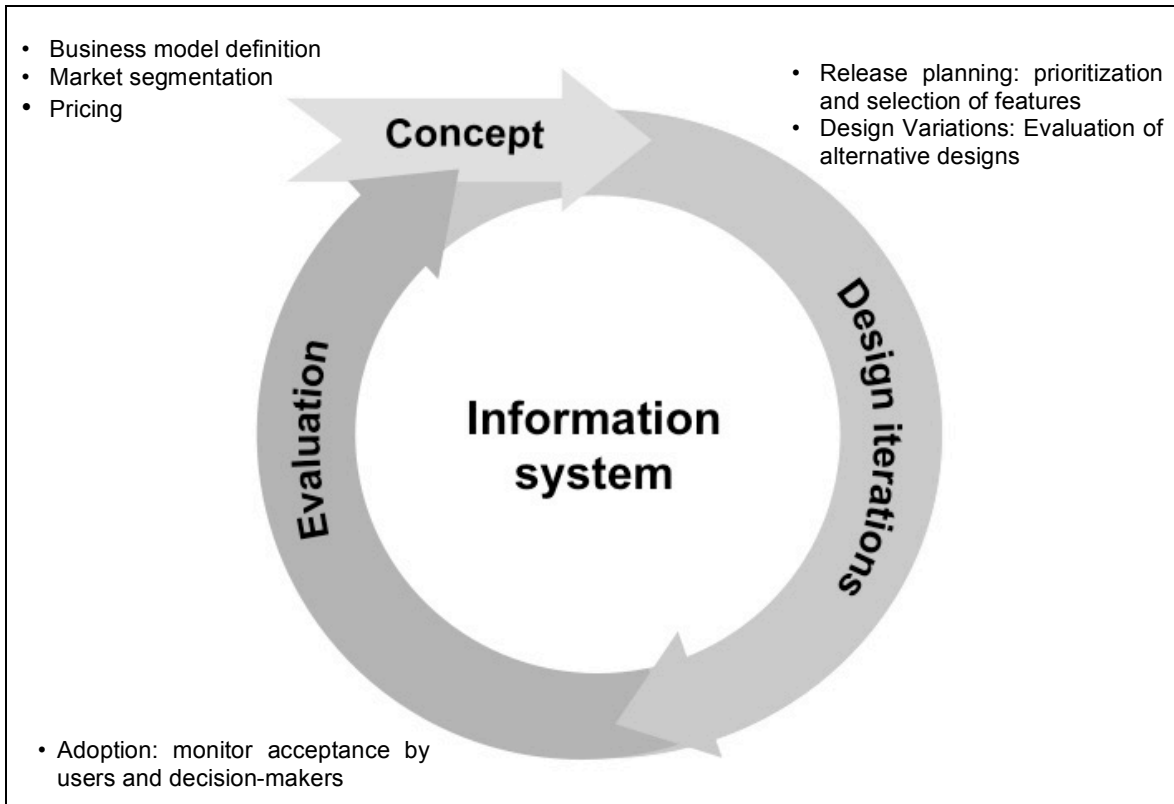 • Business model definition
• Market segmentation
• Pricing
• Release planning: prioritization
and selection of features
• Design Variations: Evaluation of
alternative designs
Concept
Design iterations
Evaluation
Information
system
• Adoption: monitor acceptance by
users and decision-makers